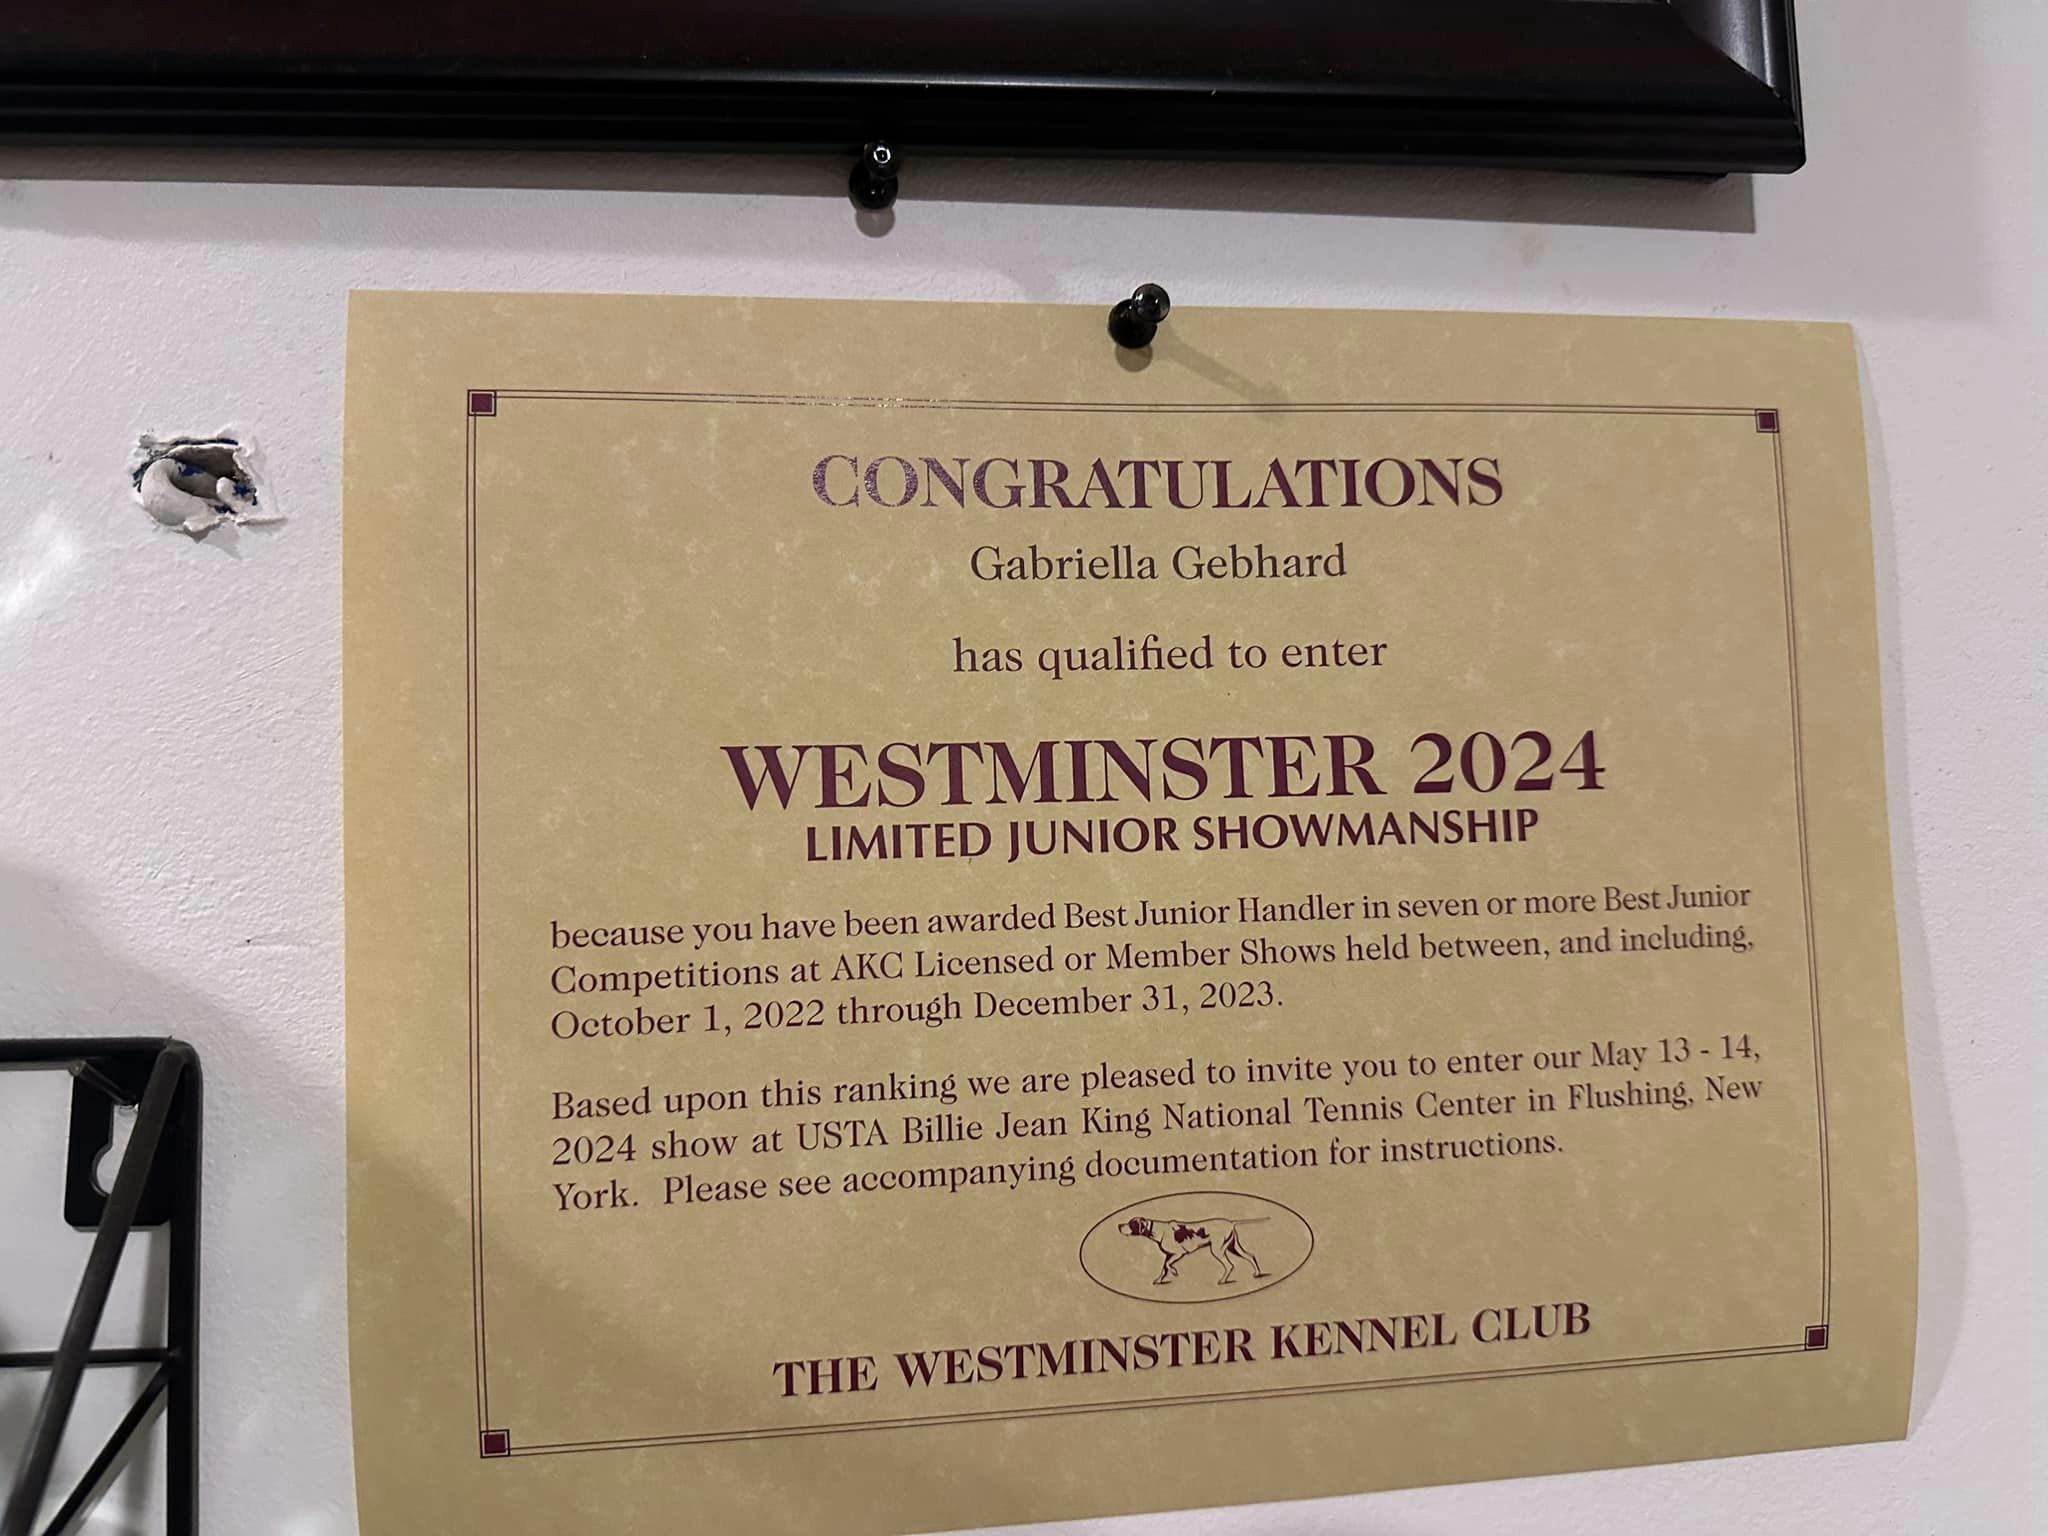 CONGRATULATIONS
Gabriella Gebhard
has qualified to enter
WESTMINSTER 2024
LIMITED JUNIOR SHOWMANSHIP
because you have been awarded Best Junior Handler in seven or more Best Junior
Competitions at AKC Licensed or Member Shows held between, and including,
October 1, 2022 through December 31, 2023.
Based upon this ranking we are pleased to invite you to enter our May 13 - 14,
2024 show at USTA Billie Jean King National Tennis Center in Flushing, New
York. Please see accompanying documentation for instructions.
THE WESTMINSTER KENNEL CLUB